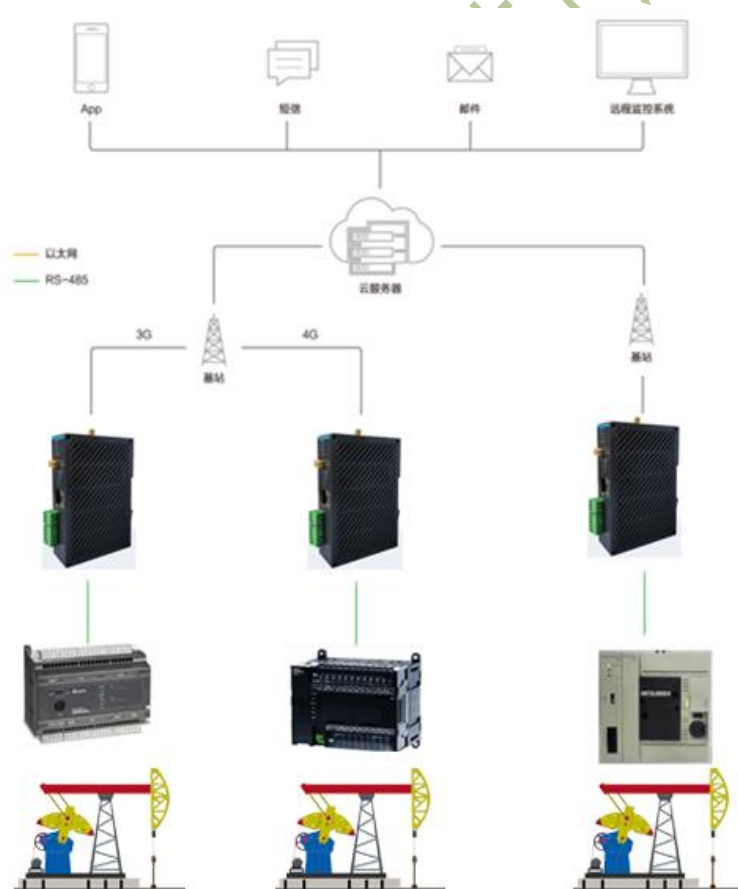 App
短信
邮件
远程监控系统
以太网
RS-485
云服务器
3G
4G
基站
基站
MITSUBISHI